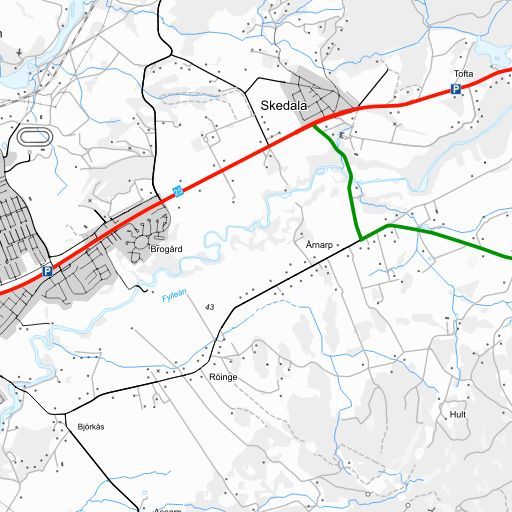 Tofta
P
Skedala
25
Brogård
Årnarp
P
Fylleån
43
Röinge
Hult
Björkås